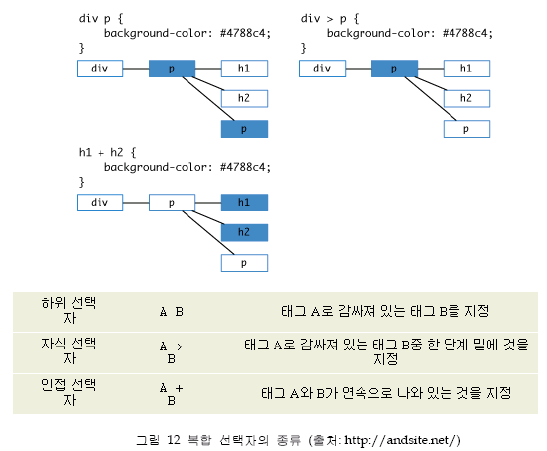 div p {
background-color: #4788c4;
}
div p h1
h2
p
div > p {
background-color: #4788c4;
}
div p h1
h2
p
h1 + h2 {
background-color: #4788c4;
}
div p h1
h2
p
하위 선택
자
A B
태그 A로 감싸져 있는 태그 B를 지정
자식 선택
자
A >
B
태그 A로 감싸져 있는 태그 B중 한 단계 밑에 것을
지정
인접 선택
자
A +
B
태그 A와 B가 연속으로 나와 있는 것을 지정
그림 12 복합 선택자의 종류 (출처: http://andsite.net/)